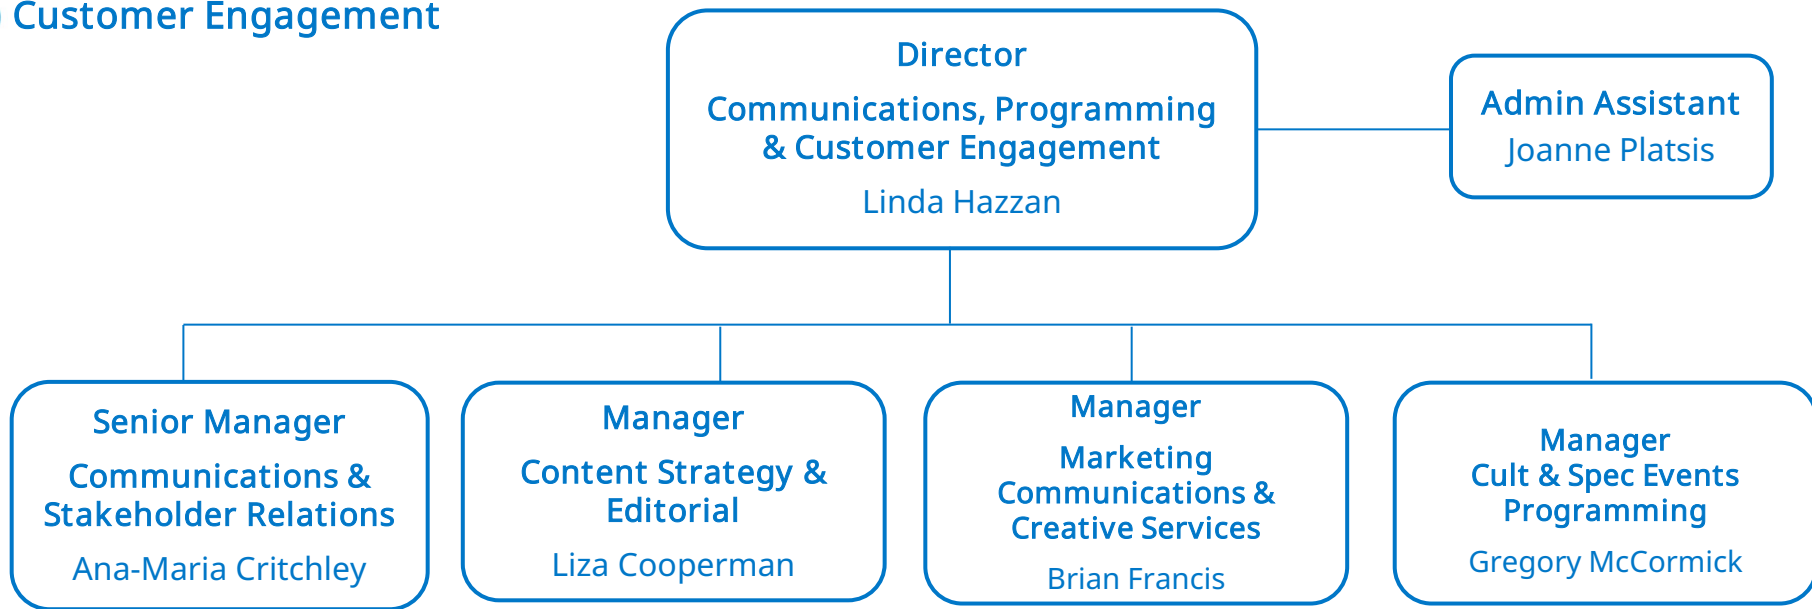 Customer Engagement
Director
Communications, Programming
& Customer Engagement
Linda Hazzan
Admin Assistant
Joanne Platsis
Senior Manager
Communications &
Stakeholder Relations
Ana-Maria Critchley
Manager
Content Strategy &
Editorial
Liza Cooperman
Manager
Marketing
Communications &
Creative Services
Brian Francis
Manager
Cult & Spec Events
Programming
Gregory McCormick